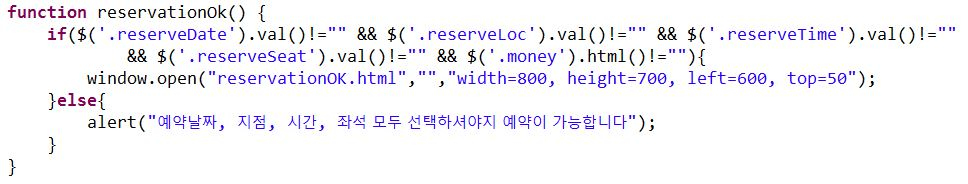 function reservationOk() {
if($('.reserveDate').val()!="" && $('.reserveLoc').val()!="" && $('.reserveTime').val()!=""
&& $('.reserveSeat').val()!="" && $('.money').html()!=""){
window.open("reservationOK.html","","width=800, height=700, left=600, top=50");
}else{
alert("예약날짜, 지점, 시간, 좌석 모두 선택하셔야지 예약이 가능합니다");
}
}